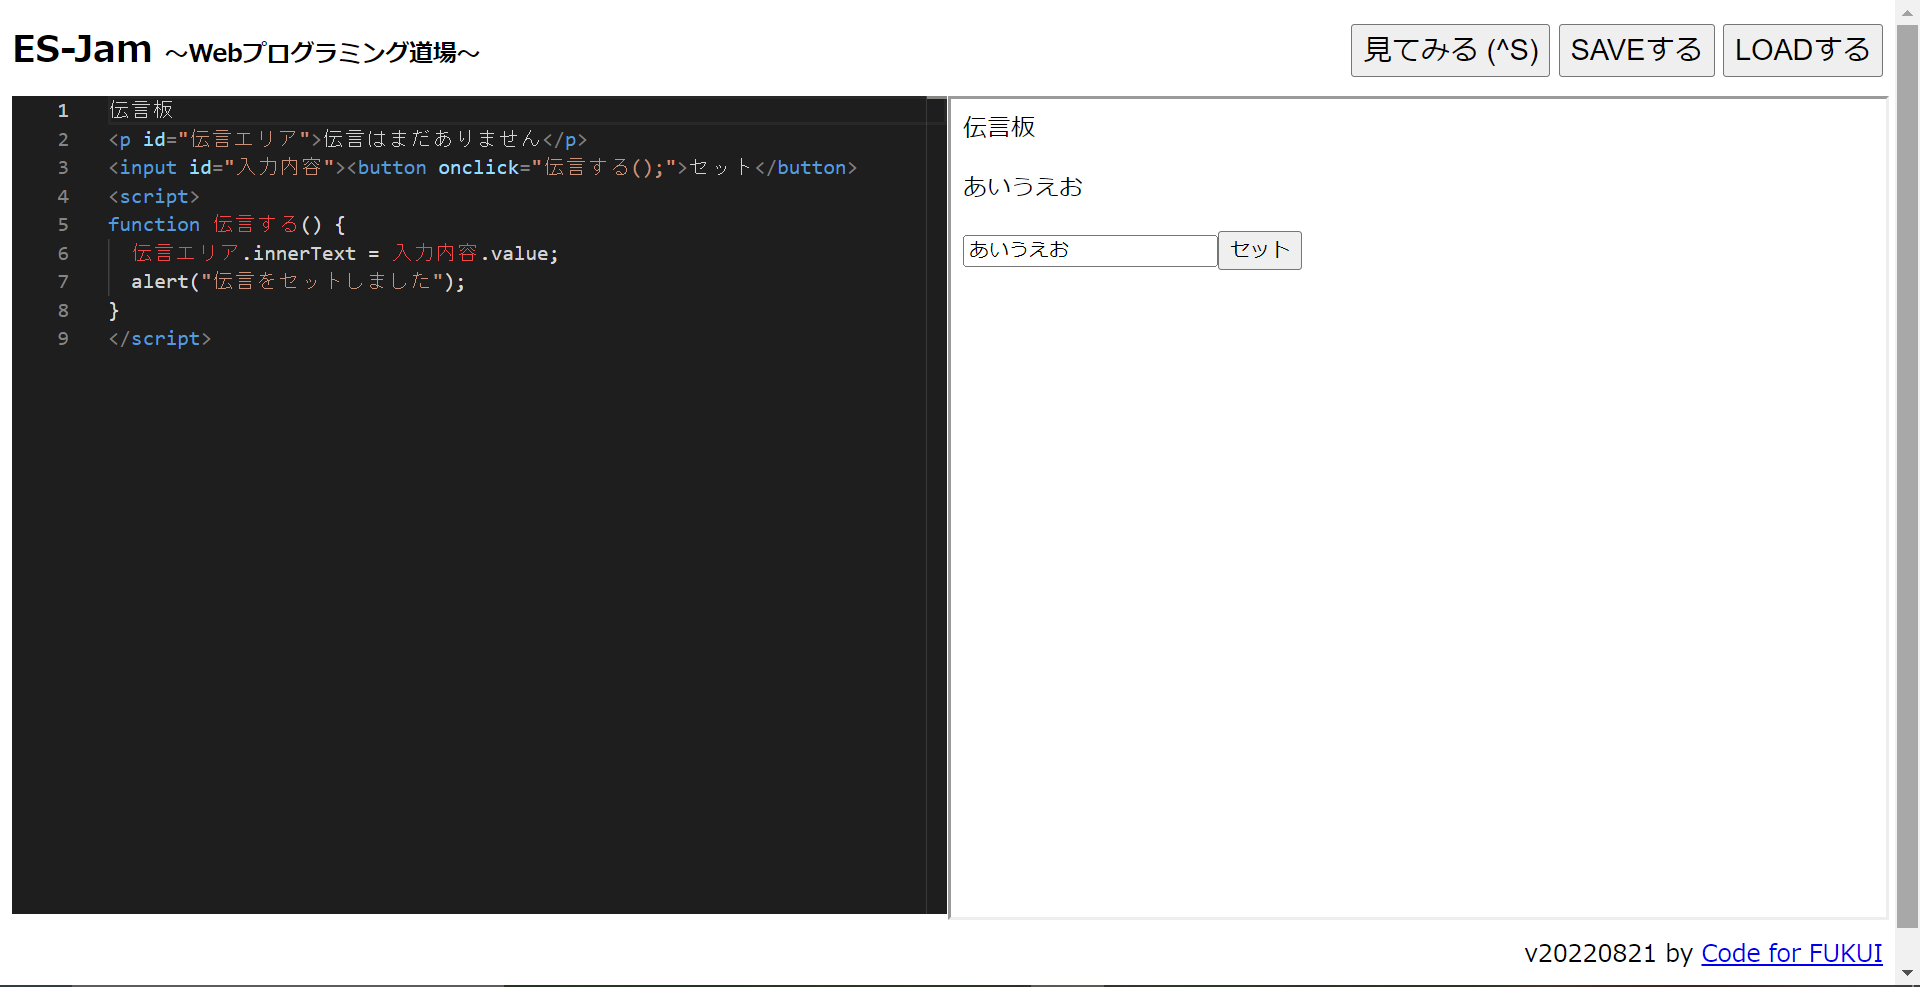 ES-Jam ～Webプログラミング道場～
見てみる (^S) SAVEする LOADする
1 伝言板
2 <p id="伝言エリア">伝言はまだありません</p>
3 <input id="入力内容"><button onclick="伝言する();">セット</button>
4 <script>
5 function 伝言する() {
6   伝言エリア.innerText = 入力内容.value;
7   alert("伝言をセットしました");
8 }
9 </script>
伝言板
あいうえお
あいうえお セット
v20220821 by Code for FUKUI